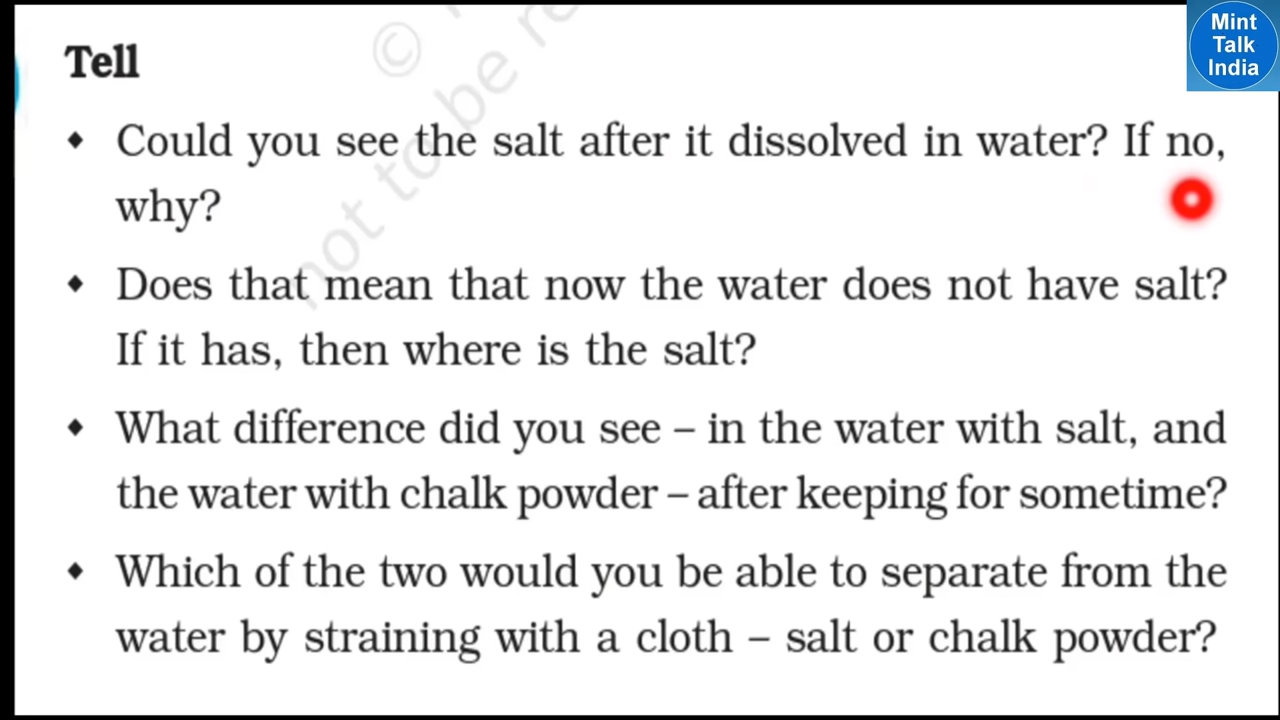 Mint
Talk
India
Tell
♦ Could you see the salt after it dissolved in water? If no,
why?
♦ Does that mean that now the water does not have salt?
If it has, then where is the salt?
♦ What difference did you see – in the water with salt, and
the water with chalk powder – after keeping for sometime?
♦ Which of the two would you be able to separate from the
water by straining with a cloth – salt or chalk powder?
©
not to be re